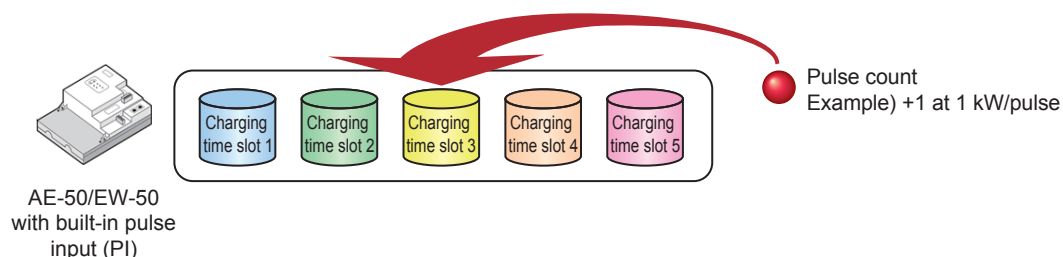 Pulse count
Example) +1 at 1 kW/pulse
Charging
time slot 1
Charging
time slot 2
Charging
time slot 3
Charging
time slot 4
Charging
time slot 5
AE-50/EW-50
with built-in pulse
input (PI)